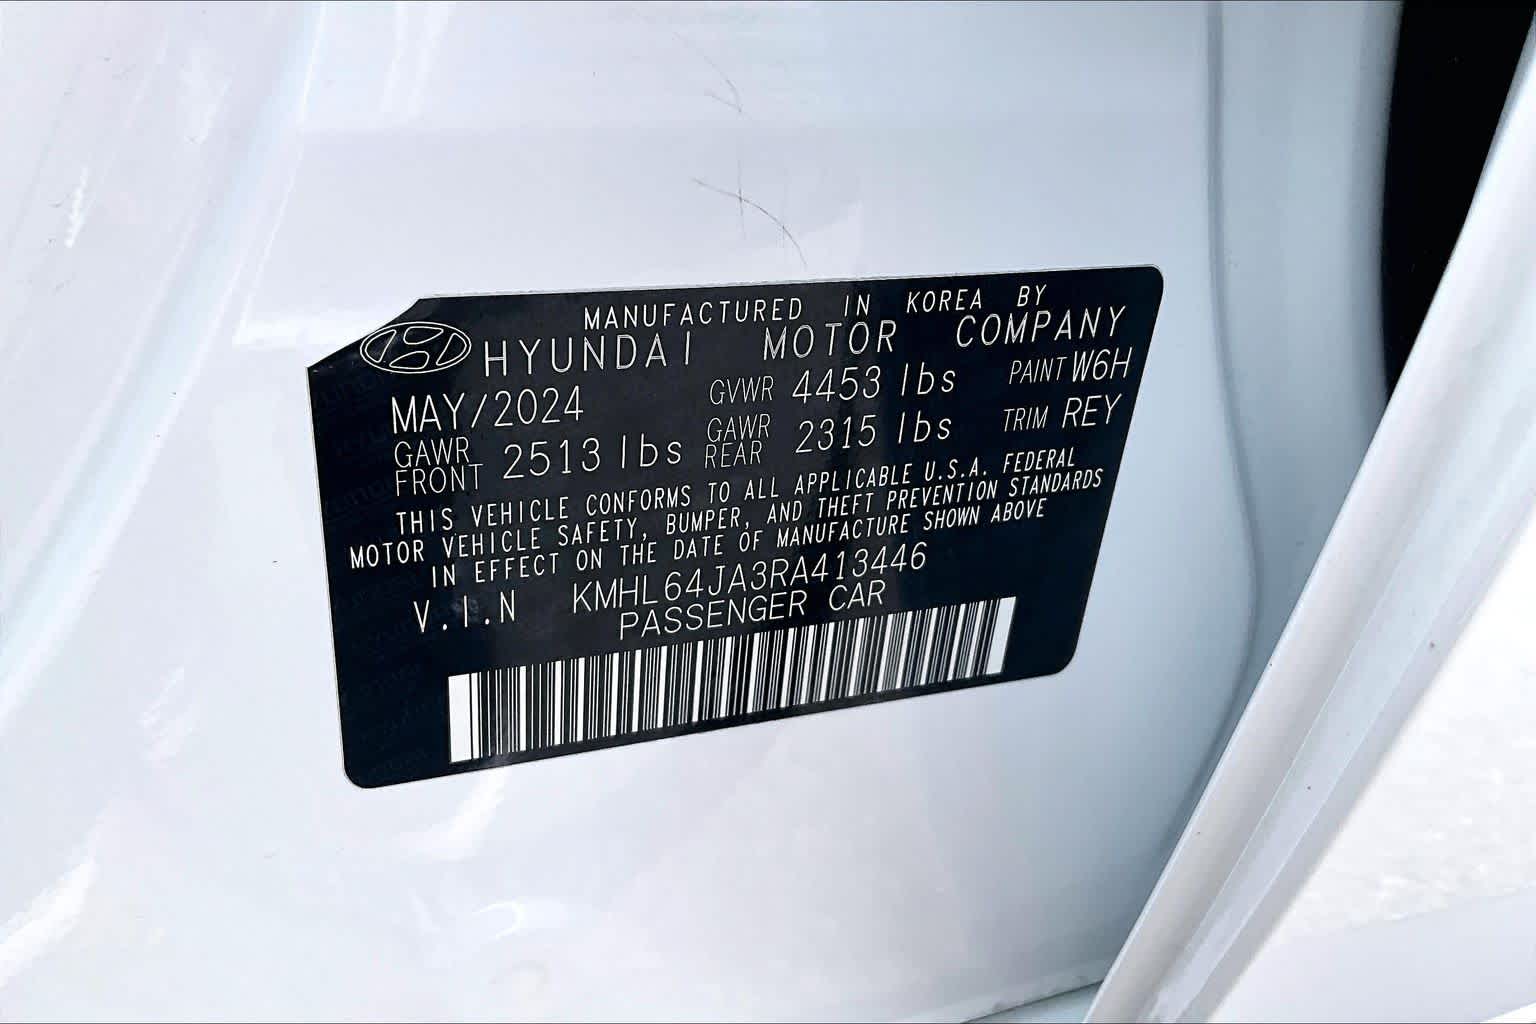 MANUFACTURED IN KOREA BY
HYUNDAI MOTOR COMPANY
MAY/2024 GVWR 4453 lbs PAINT W6H
GAWR FRONT 2513 lbs GAWR REAR 2315 lbs TRIM REY
THIS VEHICLE CONFORMS TO ALL APPLICABLE U.S.A. FEDERAL
MOTOR VEHICLE SAFETY, BUMPER, AND THEFT PREVENTION STANDARDS
IN EFFECT ON THE DATE OF MANUFACTURE SHOWN ABOVE
V.I.N KMHL64JA3RA413446
PASSENGER CAR